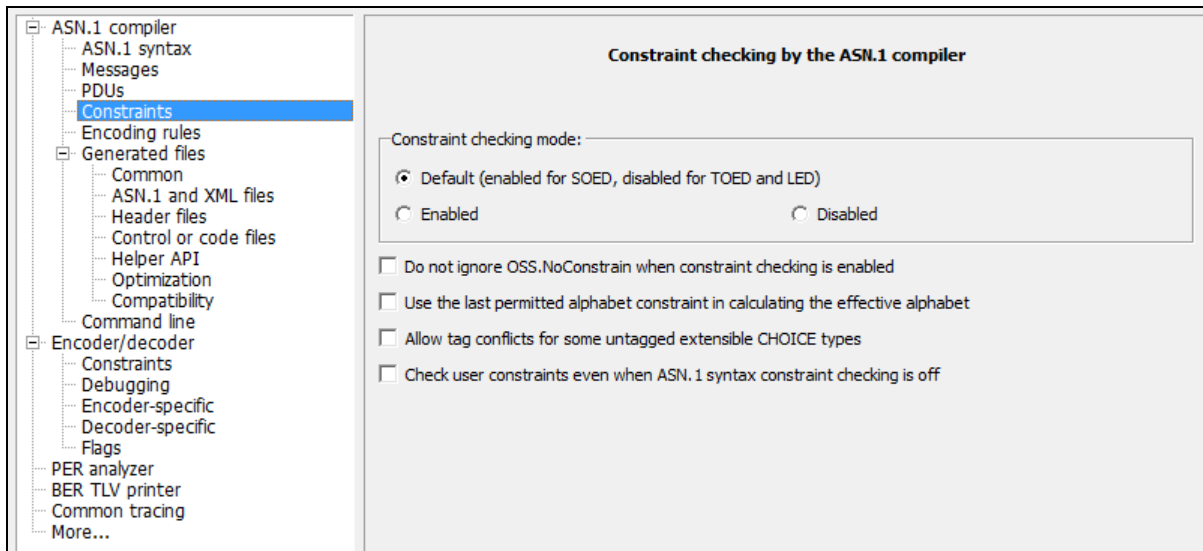 ASN.1 compiler
ASN.1 syntax
Messages
PDUs
Constraints
Encoding rules
Generated files
Common
ASN.1 and XML files
Header files
Control or code files
Helper API
Optimization
Compatibility
Command line
Encoder/decoder
Constraints
Debugging
Encoder-specific
Decoder-specific
Flags
PER analyzer
BER TLV printer
Common tracing
More...
Constraint checking by the ASN.1 compiler
Constraint checking mode:
Default (enabled for SOED, disabled for TOED and LED)
Enabled Disabled
Do not ignore OSS.NoConstrain when constraint checking is enabled
Use the last permitted alphabet constraint in calculating the effective alphabet
Allow tag conflicts for some untagged extensible CHOICE types
Check user constraints even when ASN.1 syntax constraint checking is off